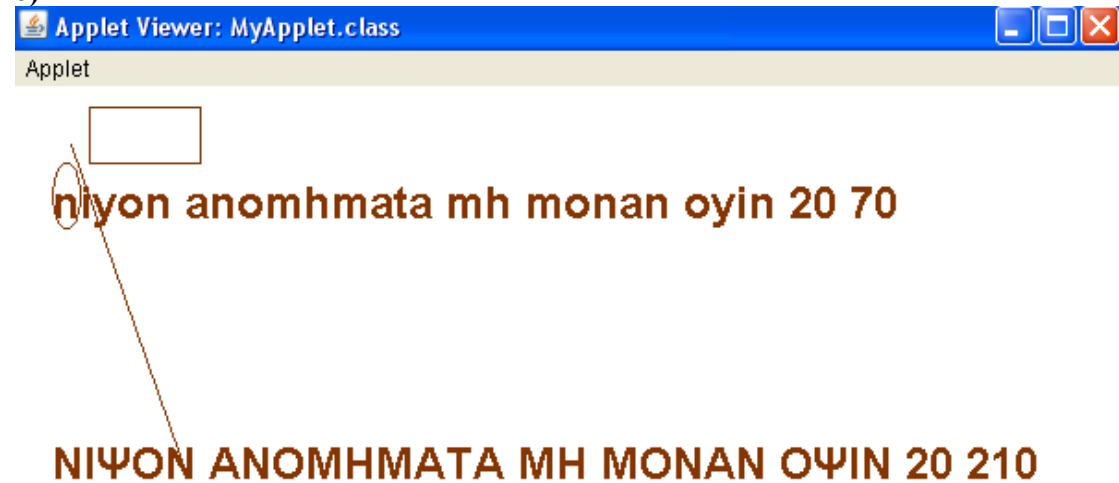 Applet Viewer: MyApplet.class
Applet
niyon anomhmata mh monan oyin 20 70
ΝΙΨΟΝ ΑΝΟΜΗΜΑΤΑ ΜΗ ΜΟΝΑΝ ΟΨΙΝ 20 210